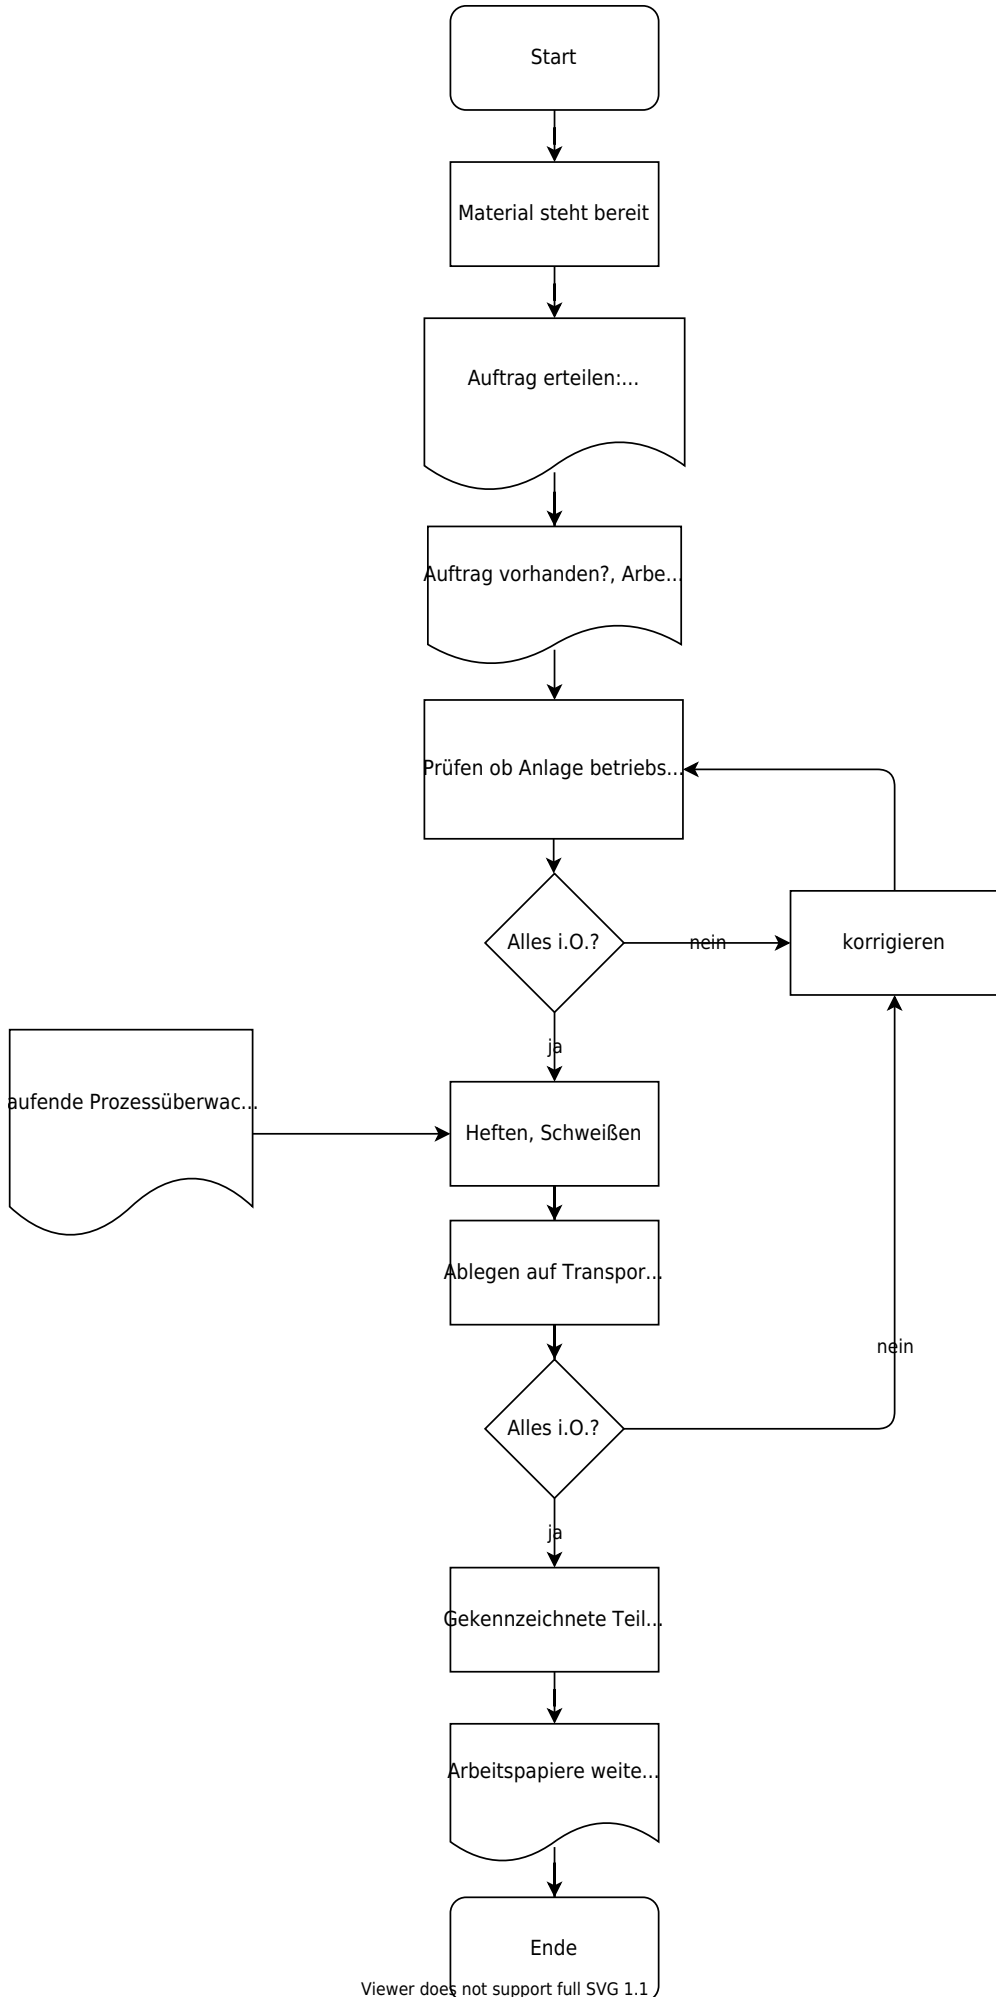 Start
Material steht bereit
Auftrag erteilen:...
Auftrag vorhanden?, Arbe...
Prüfen ob Anlage betriebs...
Alles i.O.?
nein
korrigieren
ja
aufende Prozessüberwac...
Heften, Schweißen
Ablegen auf Transpor...
nein
Alles i.O.?
ja
Gekennzeichnete Teil...
Arbeitspapiere weite...
Ende
Viewer does not support full SVG 1.1